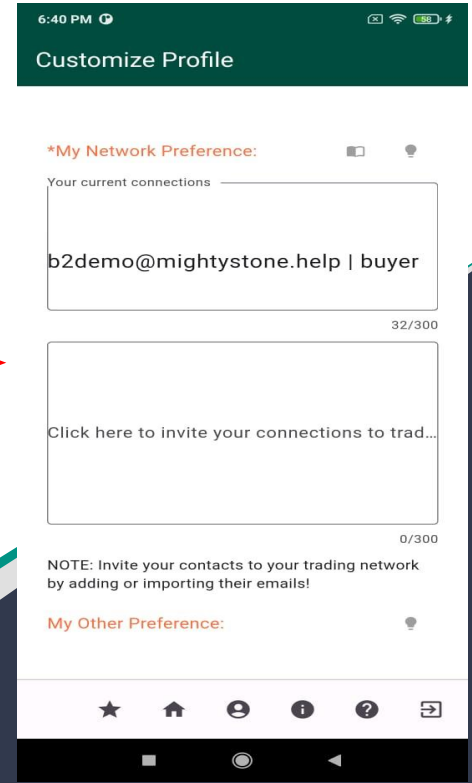 6:40 PM
58
Customize Profile
*My Network Preference:
Your current connections
b2demo@mightystone.help | buyer
32/300
Click here to invite your connections to trad...
0/300
NOTE: Invite your contacts to your trading network
by adding or importing their emails!
My Other Preference: